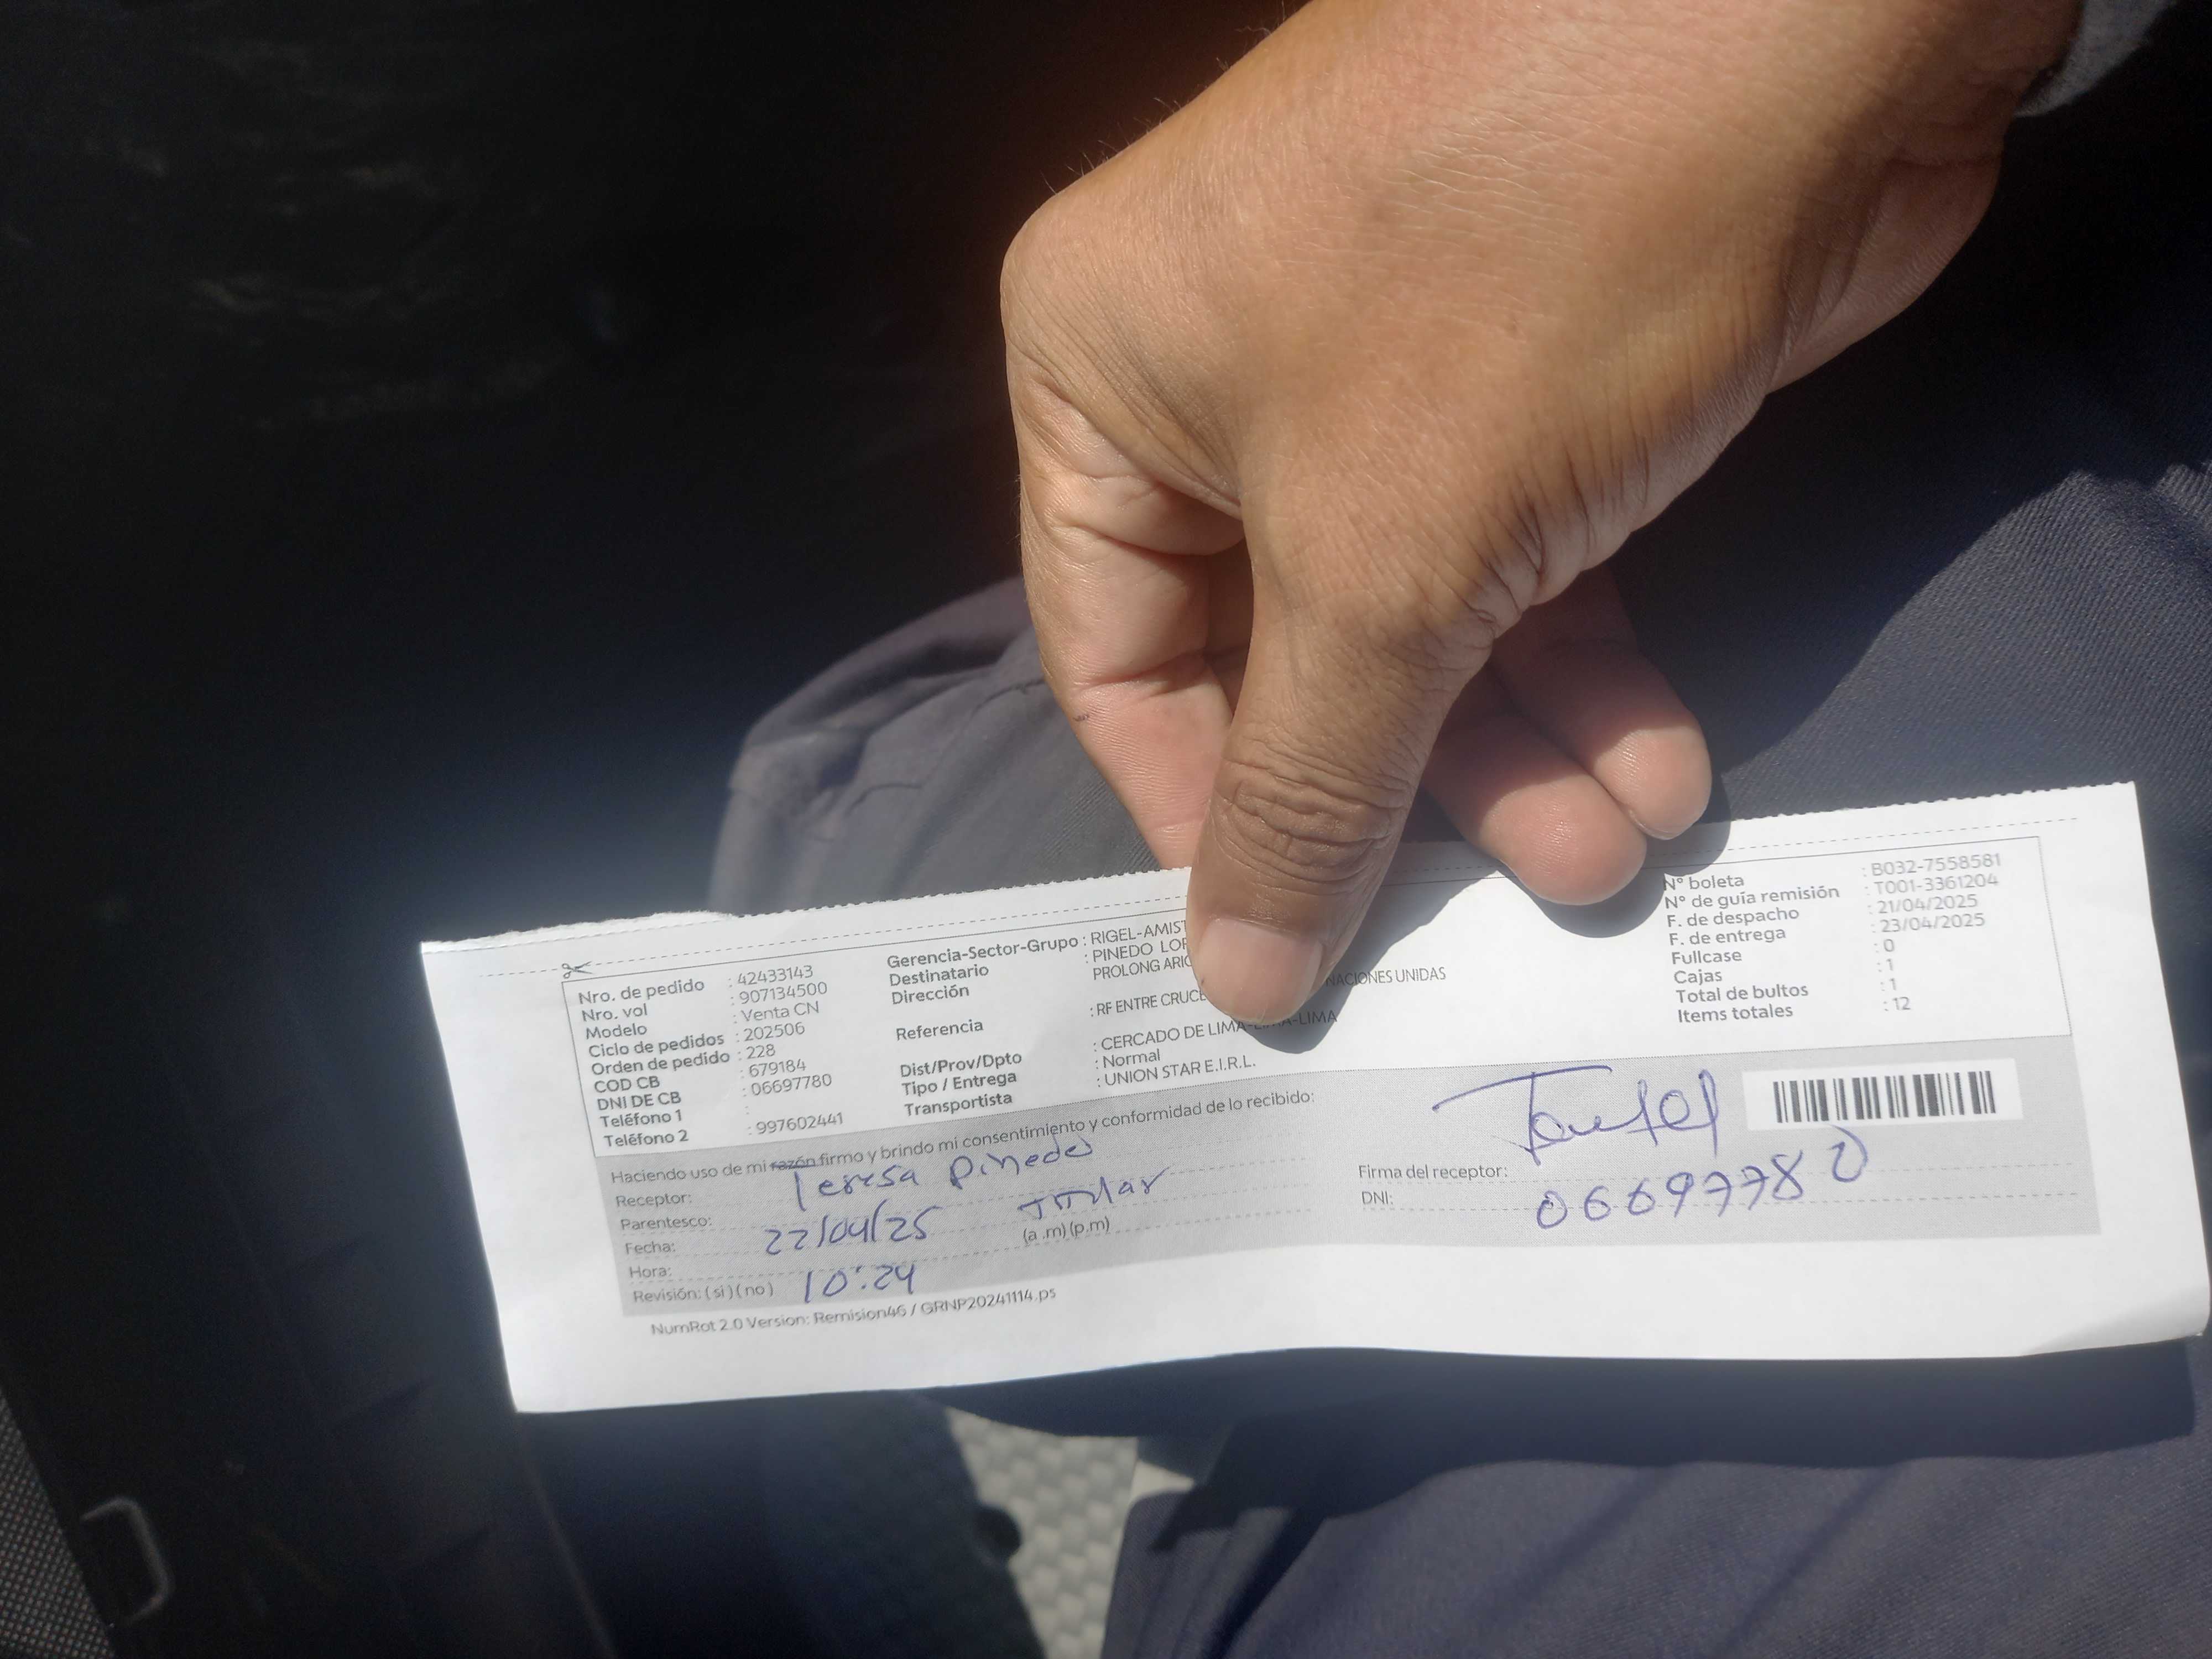 Nro. de pedido : 42433143
Nro. vol : 907134500
Modelo : Venta CN
Ciclo de pedidos : 202506
Orden de pedido : 228
COD CB : 679184
DNI DE CB : 06697780
Teléfono 1 :
Teléfono 2 : 997602441
Gerencia-Sector-Grupo : RIGEL-AMIST
Destinatario : PINEDO
Dirección PROLONG NACIONES UNIDAS
Referencia : RF ENTRE CRUCE
Dist/Prov/Dpto : CERCADO DE LIMA-LIMA-LIMA
Tipo / Entrega : Normal
Transportista : UNION STAR E.I.R.L.
N° boleta : B032-7558581
N° de guía remisión : T001-3361204
F. de despacho : 21/04/2025
F. de entrega : 23/04/2025
Fullcase : 0
Cajas : 1
Total de bultos : 1
Items totales : 12
Haciendo uso de mi razón firmo y brindo mi consentimiento y conformidad de lo recibido:
Receptor: Teresa Pinedo
Parentesco: Titular
Fecha: 22/04/25
Hora: 10:24 (a .m) (p.m)
Revisión: (si) (no)
Firma del receptor:
DNI: 06697780
NumRot 2.0 Version: Remision46 / GRNP20241114.ps